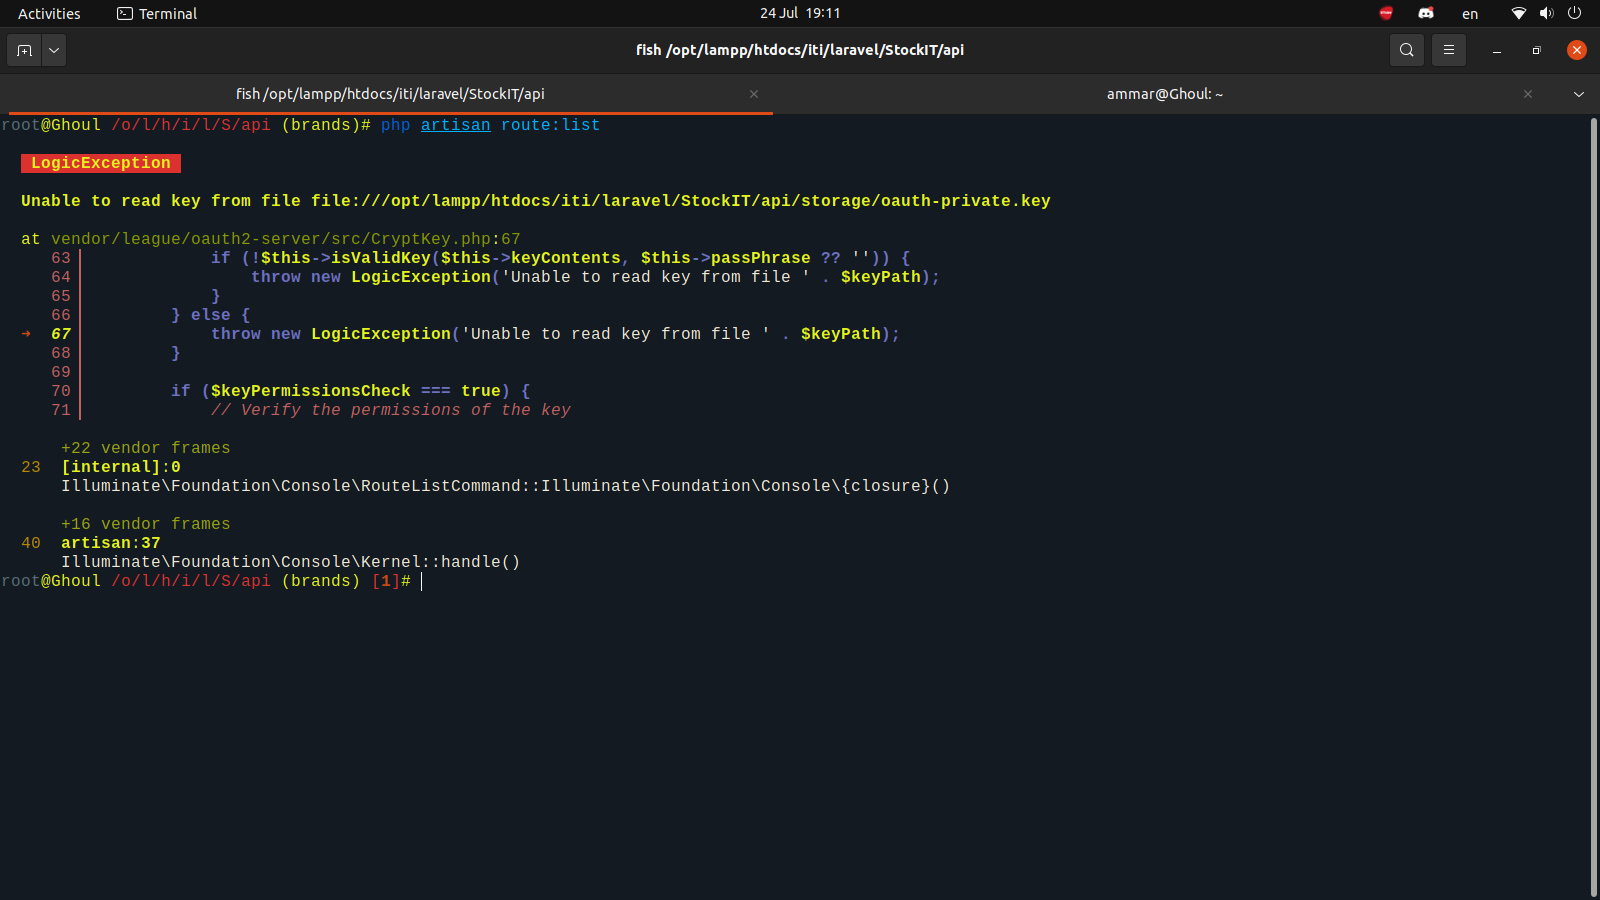 Activities
Terminal
24 Jul 19:11
en
fish /opt/lampp/htdocs/iti/laravel/StockIT/api
fish /opt/lampp/htdocs/iti/laravel/StockIT/api
ammar@Ghoul: ~
root@Ghoul /o/l/h/i/l/S/api (brands)# php artisan route:list
LogicException
Unable to read key from file file:///opt/lampp/htdocs/iti/laravel/StockIT/api/storage/oauth-private.key
at vendor/league/oauth2-server/src/CryptKey.php:67
63 if (!$this->isValidKey($this->keyContents, $this->passPhrase ?? '')) {
64 throw new LogicException('Unable to read key from file ' . $keyPath);
65 }
66 } else {
➜ 67 throw new LogicException('Unable to read key from file ' . $keyPath);
68 }
69
70 if ($keyPermissionsCheck === true) {
71 // Verify the permissions of the key
+22 vendor frames
23 [internal]:0
Illuminate\Foundation\Console\RouteListCommand::Illuminate\Foundation\Console\{closure}()
+16 vendor frames
40 artisan:37
Illuminate\Foundation\Console\Kernel::handle()
root@Ghoul /o/l/h/i/l/S/api (brands) [1]#